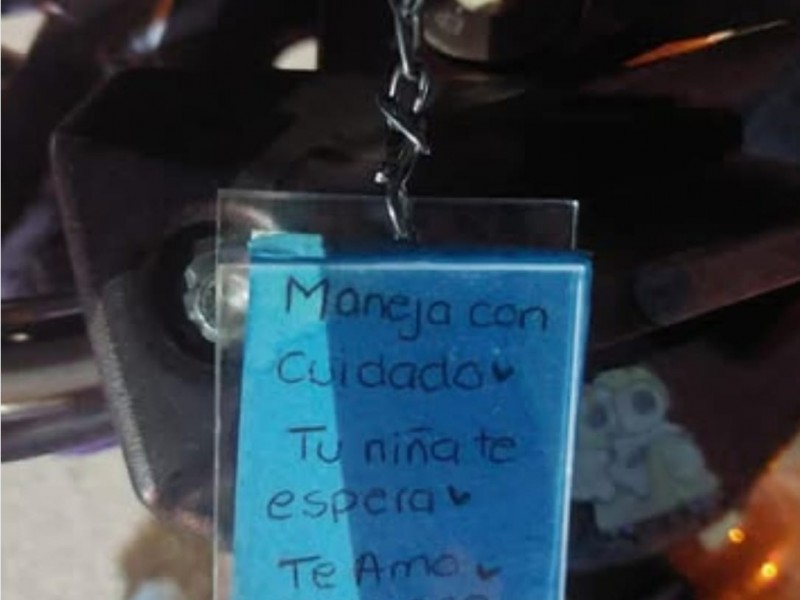 Maneja con
Cuidado♥
Tu niña te
espera♥
Te Amo♥